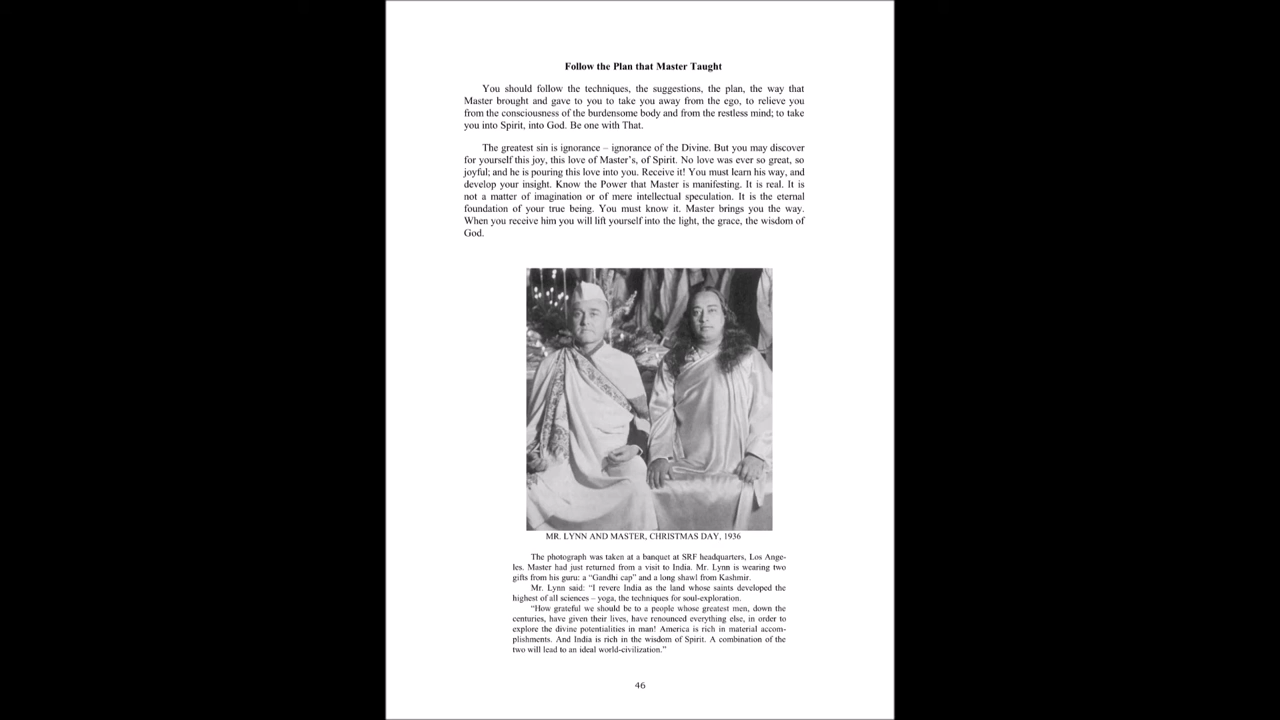 Follow the Plan that Master Taught
You should follow the techniques, the suggestions, the plan, the way that
Master brought and gave to you to take you away from the ego, to relieve you
from the consciousness of the burdensome body and from the restless mind; to take
you into Spirit, into God. Be one with That.
The greatest sin is ignorance – ignorance of the Divine. But you may discover
for yourself this joy, this love of Master's, of Spirit. No love was ever so great, so
joyful; and he is pouring this love into you. Receive it! You must learn his way, and
develop your insight. Know the Power that Master is manifesting. It is real. It is
not a matter of imagination or of mere intellectual speculation. It is the eternal
foundation of your true being. You must know it. Master brings you the way.
When you receive him you will lift yourself into the light, the grace, the wisdom of
God.
MR. LYNN AND MASTER, CHRISTMAS DAY, 1936
The photograph was taken at a banquet at SRF headquarters, Los Ange-
les. Master had just returned from a visit to India. Mr. Lynn is wearing two
gifts from his guru: a “Gandhi cap” and a long shawl from Kashmir.
Mr. Lynn said: “I revere India as the land whose saints developed the
highest of all sciences – yoga, the techniques for soul-exploration.
“How grateful we should be to a people whose greatest men, down the
centuries, have given their lives, have renounced everything else, in order to
explore the divine potentialities in man! America is rich in material accom-
plishments. And India is rich in the wisdom of Spirit. A combination of the
two will lead to an ideal world-civilization.”
46